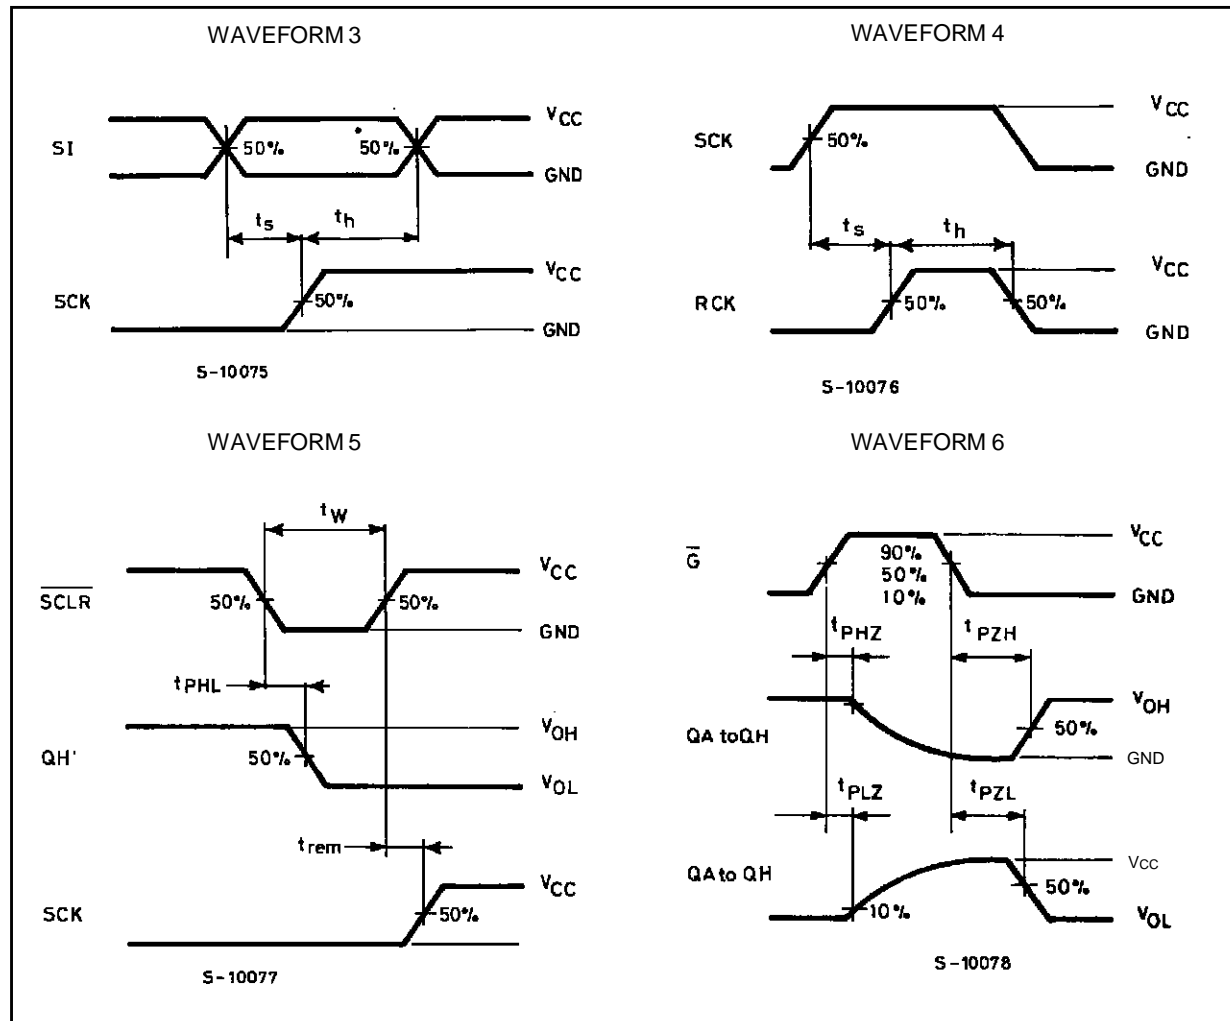 WAVEFORM 3
SI
50%
50%
VCC
GND
ts
th
SCK
50%
VCC
GND
S-10075
WAVEFORM 4
SCK
50%
VCC
GND
ts
th
RCK
50%
50%
VCC
GND
S-10076
WAVEFORM 5
tW
SCLR
50%
50%
VCC
GND
tPHL
QH'
50%
VOH
VOL
trem
SCK
50%
VCC
S-10077
WAVEFORM 6
G
90%
50%
10%
VCC
GND
tPHZ
tPZH
QA to QH
50%
VOH
GND
tPLZ
tPZL
QA to QH
10%
50%
VCC
VOL
S-10078